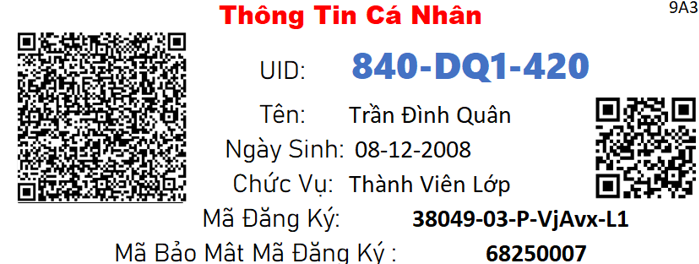 9A3
Thông Tin Cá Nhân
UID: 840-DQ1-420
Tên: Trần Đình Quân
Ngày Sinh: 08-12-2008
Chức Vụ: Thành Viên Lớp
Mã Đăng Ký: 38049-03-P-VjAvx-L1
Mã Bảo Mât Mã Đăng Ký : 68250007